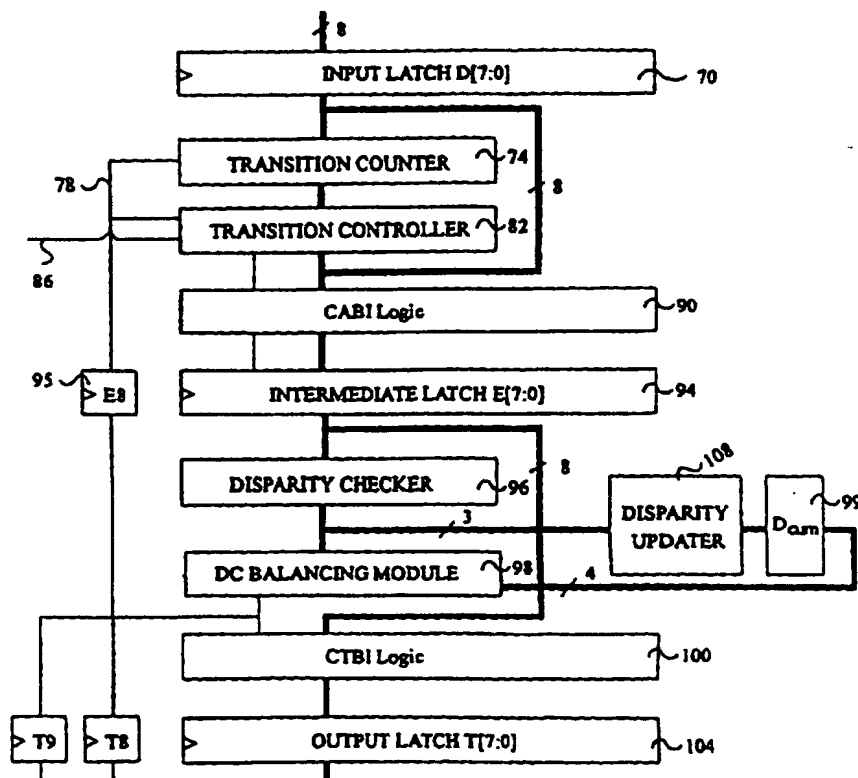 8
INPUT LATCH D[7:0]
70
TRANSITION COUNTER
74
78
8
TRANSITION CONTROLLER
82
86
CABI Logic
90
95
E8
INTERMEDIATE LATCH E[7:0]
94
DISPARITY CHECKER
96
8
108
99
3
DISPARITY
UPDATER
Dcum
DC BALANCING MODULE
98
4
CTBI Logic
100
T9
T8
OUTPUT LATCH T[7:0]
104